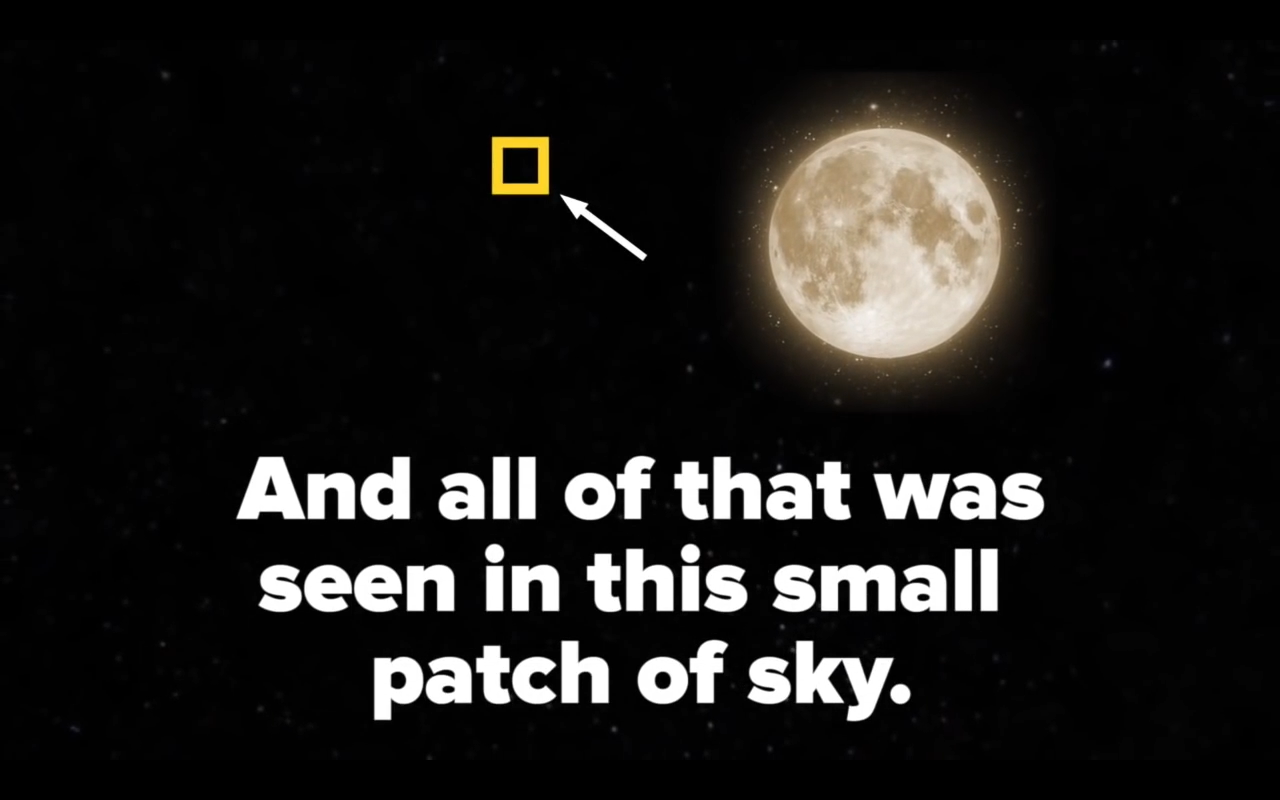 And all of that was
seen in this small
patch of sky.